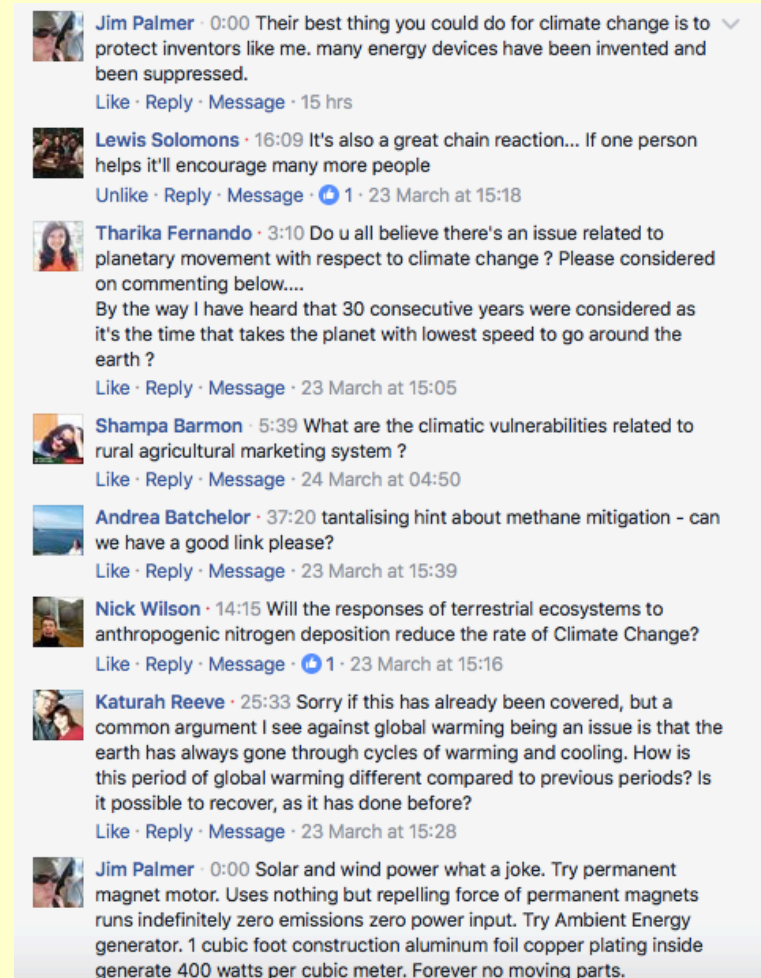 Jim Palmer · 0:00 Their best thing you could do for climate change is to
protect inventors like me. many energy devices have been invented and
been suppressed.
Like · Reply · Message · 15 hrs
Lewis Solomons · 16:09 It's also a great chain reaction... If one person
helps it'll encourage many more people
Unlike · Reply · Message · 1 · 23 March at 15:18
Tharika Fernando · 3:10 Do u all believe there's an issue related to
planetary movement with respect to climate change ? Please considered
on commenting below....
By the way I have heard that 30 consecutive years were considered as
it's the time that takes the planet with lowest speed to go around the
earth ?
Like · Reply · Message · 23 March at 15:05
Shampa Barmon · 5:39 What are the climatic vulnerabilities related to
rural agricultural marketing system ?
Like · Reply · Message · 24 March at 04:50
Andrea Batchelor · 37:20 tantalising hint about methane mitigation - can
we have a good link please?
Like · Reply · Message · 23 March at 15:39
Nick Wilson · 14:15 Will the responses of terrestrial ecosystems to
anthropogenic nitrogen deposition reduce the rate of Climate Change?
Like · Reply · Message · 1 · 23 March at 15:16
Katurah Reeve · 25:33 Sorry if this has already been covered, but a
common argument I see against global warming being an issue is that the
earth has always gone through cycles of warming and cooling. How is
this period of global warming different compared to previous periods? Is
it possible to recover, as it has done before?
Like · Reply · Message · 23 March at 15:28
Jim Palmer · 0:00 Solar and wind power what a joke. Try permanent
magnet motor. Uses nothing but repelling force of permanent magnets
runs indefinitely zero emissions zero power input. Try Ambient Energy
generator. 1 cubic foot construction aluminum foil copper plating inside
generate 400 watts per cubic meter. Forever no moving parts.